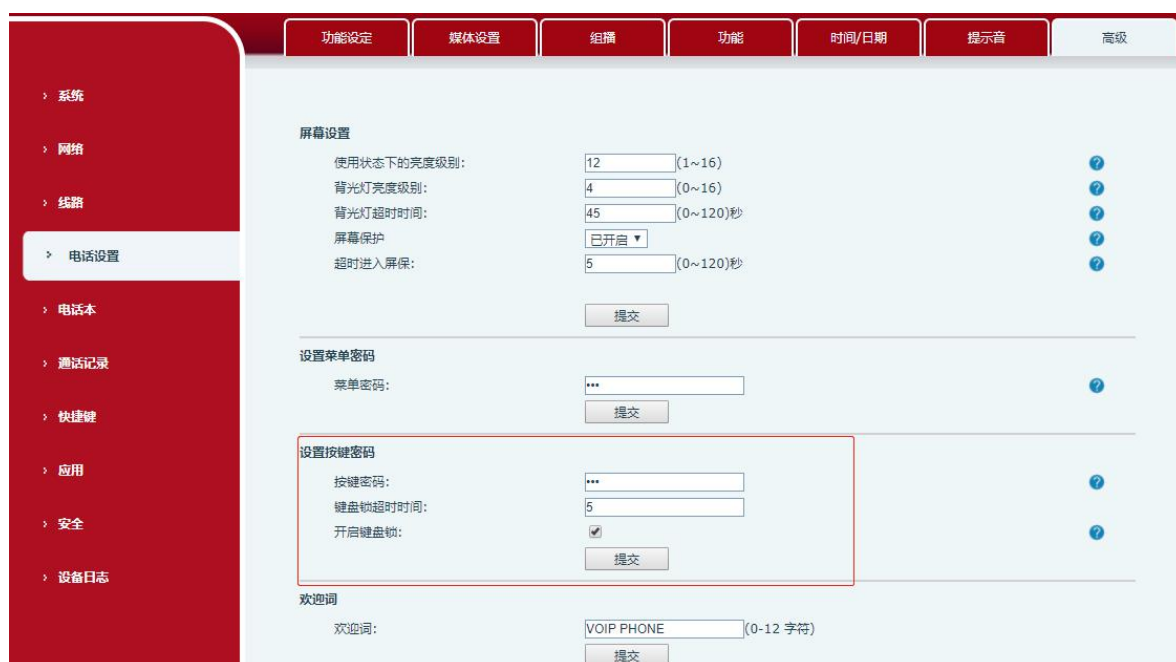 功能设定 媒体设置 组播 功能 时间/日期 提示音 高级
系统
网络
线路
电话设置
电话本
通话记录
快捷键
应用
安全
设备日志
屏幕设置
使用状态下的亮度级别: 12 (1~16)
背光灯亮度级别: 4 (0~16)
背光灯超时时间: 45 (0~120)秒
屏幕保护 已开启
超时进入屏保: 5 (0~120)秒
提交
设置菜单密码
菜单密码: •••
提交
设置按键密码
按键密码: •••
键盘锁超时时间: 5
开启键盘锁:
提交
欢迎词
欢迎词: VOIP PHONE (0-12 字符)
提交